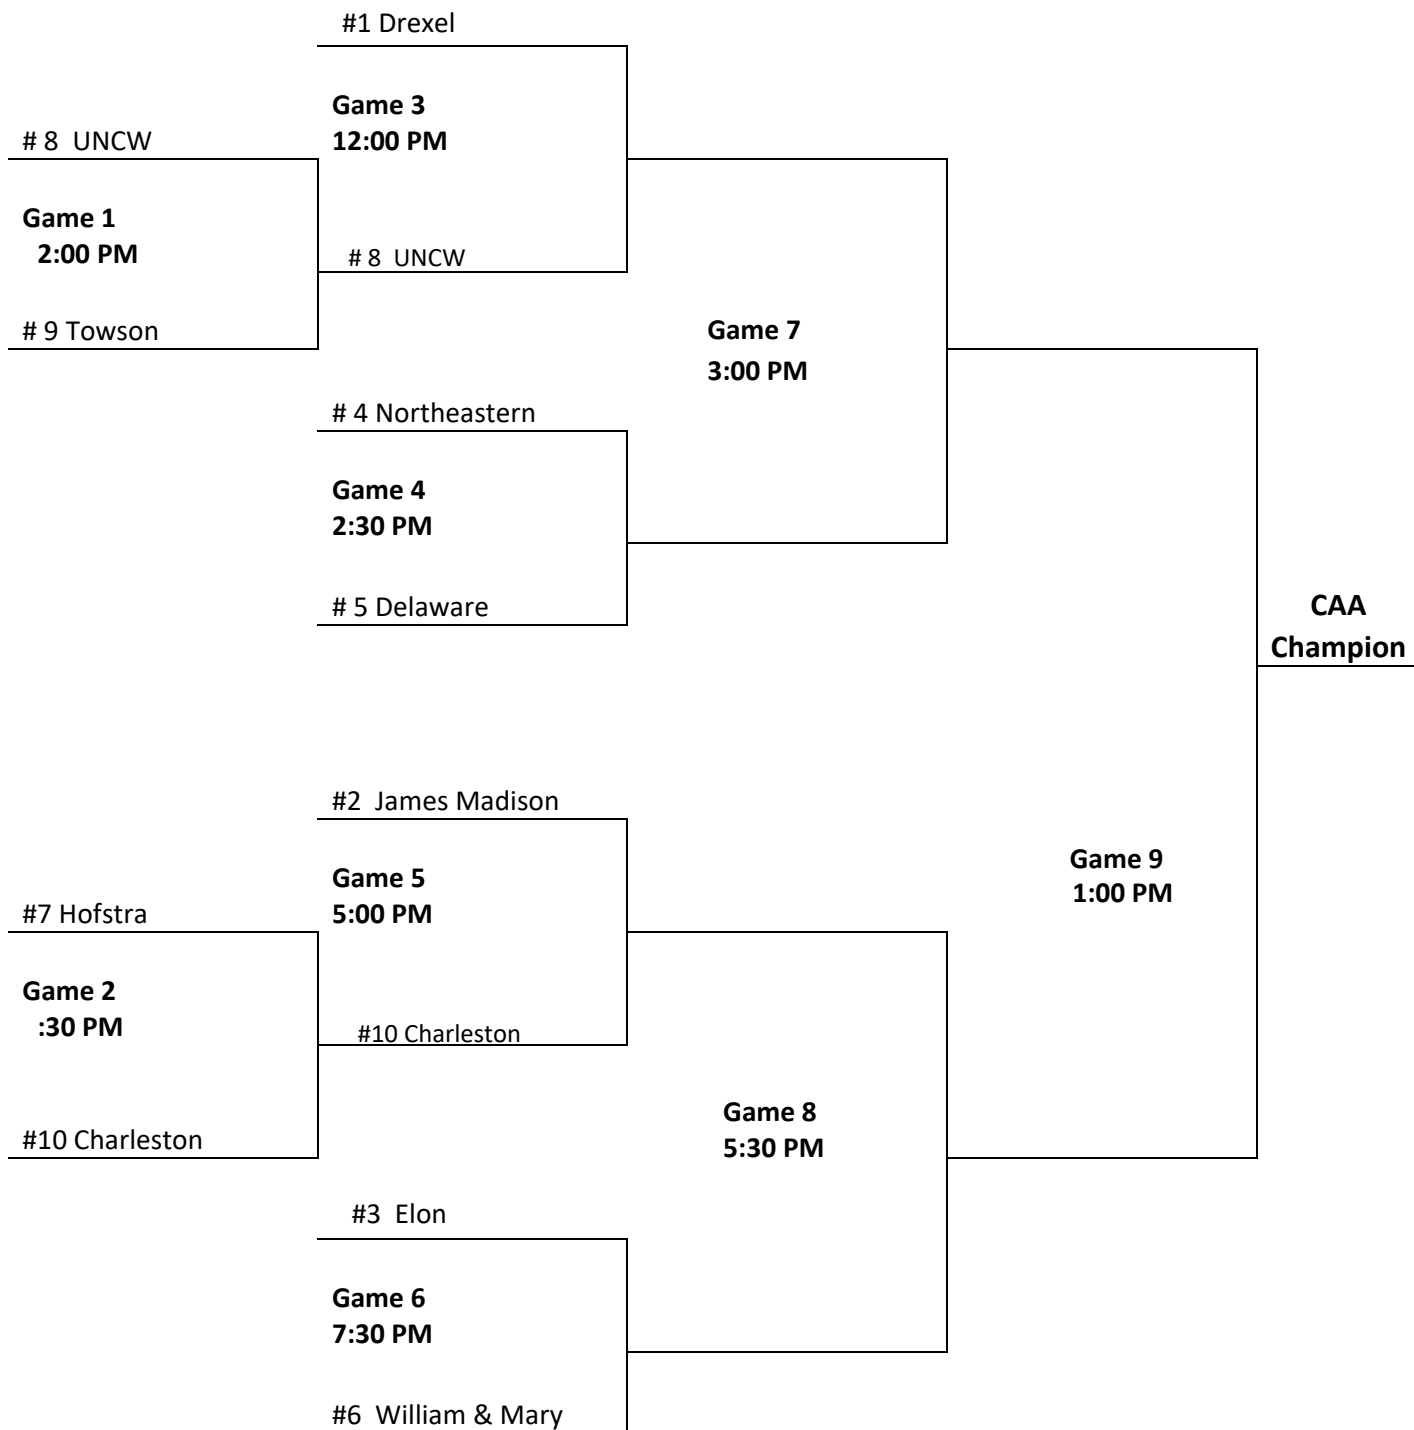 #1 Drexel
Game 3
12:00 PM
# 8 UNCW
Game 1
2:00 PM
# 8 UNCW
# 9 Towson
Game 7
3:00 PM
# 4 Northeastern
Game 4
2:30 PM
# 5 Delaware
CAA
Champion
#2 James Madison
Game 5
5:00 PM
Game 9
1:00 PM
#7 Hofstra
Game 2
:30 PM
#10 Charleston
#10 Charleston
Game 8
5:30 PM
#3 Elon
Game 6
7:30 PM
#6 William & Mary